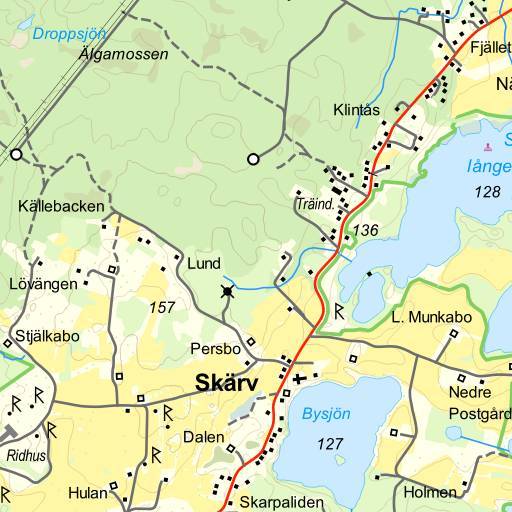 Droppsjön
Älgamossen
Fjället
Klintås
långe
128
Källebacken
Träind.
136
Lund
Lövängen
157
R
L. Munkabo
Stjälkabo
Persbo
Skärv
Nedre
Postgård
Bysjön
127
Dalen
Ridhus
Hulan
Holmen
Skarpaliden